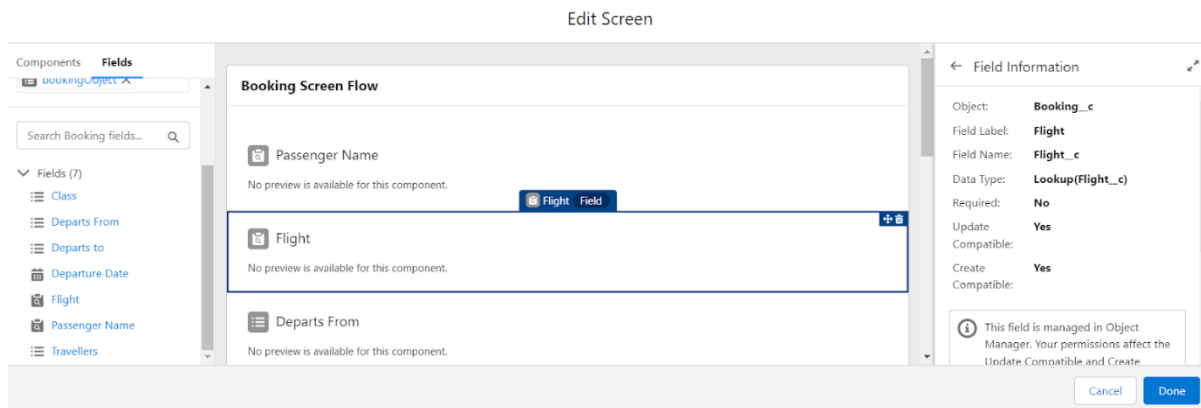 Edit Screen
Components Fields
bookingObject X
Search Booking fields...
Fields (7)
Class
Departs From
Departs to
Departure Date
Flight
Passenger Name
Travellers
Booking Screen Flow
Passenger Name
No preview is available for this component.
Flight Field
Flight
No preview is available for this component.
Departs From
No preview is available for this component.
Field Information
Object: Booking__c
Field Label: Flight
Field Name: Flight__c
Data Type: Lookup(Flight__c)
Required: No
Update Yes
Compatible:
Create Yes
Compatible:
This field is managed in Object
Manager. Your permissions affect the
Update Compatible and Create
Cancel Done